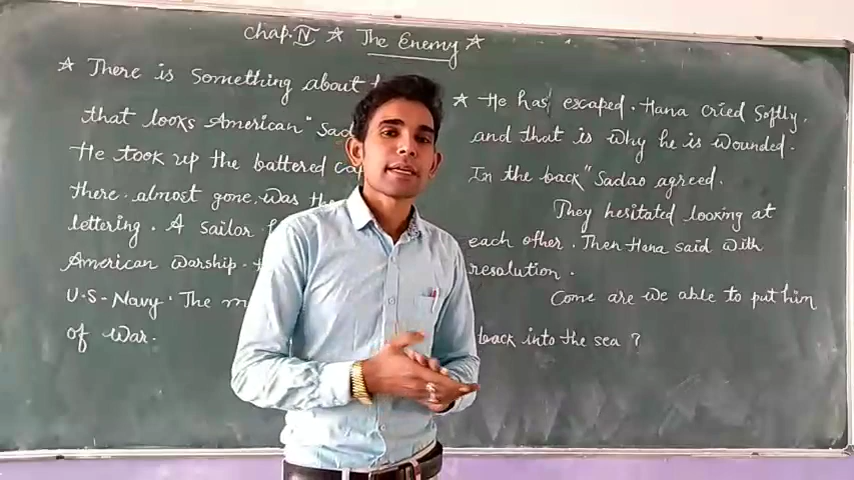 Chap. IV ☆ The Enemy ☆
☆ There is Something about
that looks American" Sad
He took up the battered
there. almost gone was the
lettering. A sailor
American warship.
U-S-Navy. The
of War.
☆ He has escaped. Hana cried Softly,
and that is why he is wounded.
In the back" Sadao agreed.
They hesitated looking at
each other. Then Hana said with
resolution.
Come are we able to put him
back into the sea ?